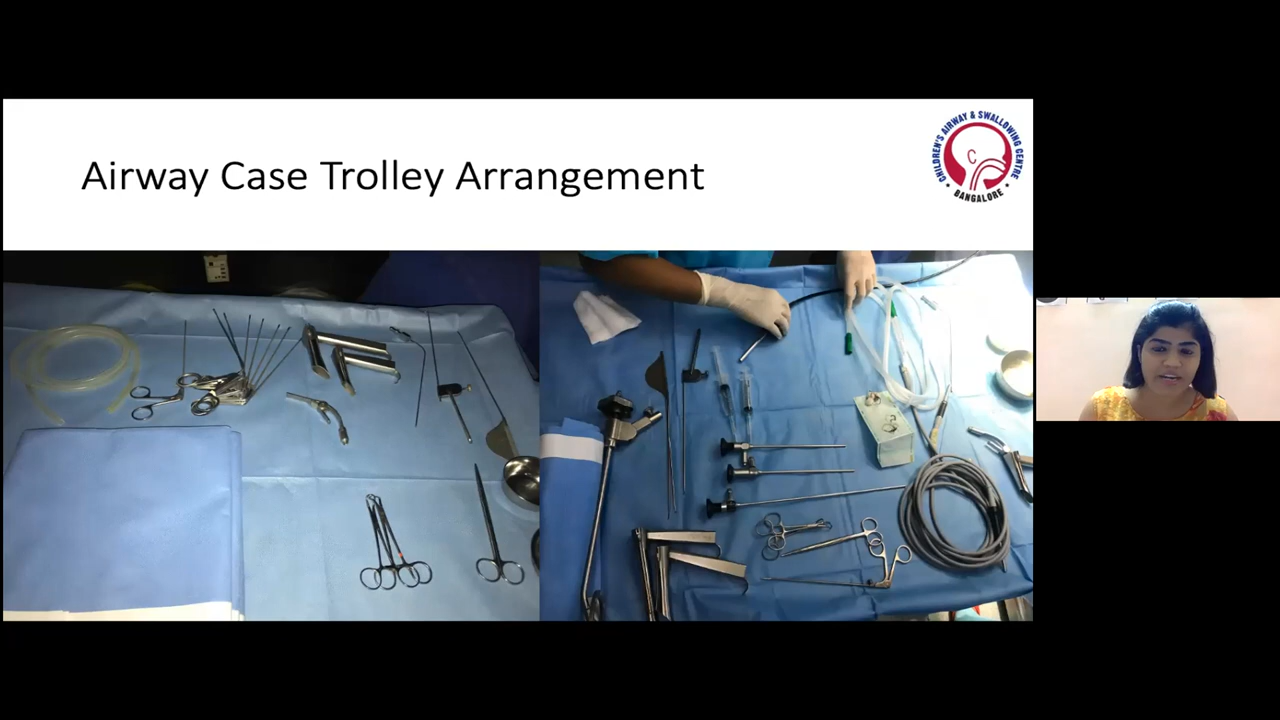 Airway Case Trolley Arrangement
CHILDREN'S AIRWAY & SWALLOWING CENTRE
• BANGALORE •